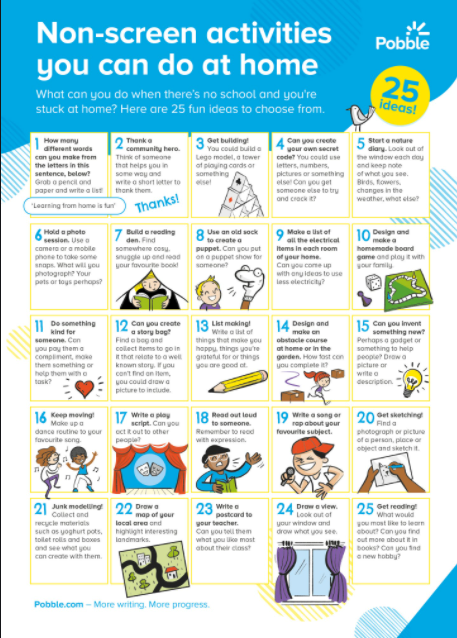 Non-screen activities
you can do at home
Pobble
What can you do when there's no school and you're
stuck at home? Here are 25 fun ideas to choose from.
25
ideas!
1 How many
different words
can you make from
the letters in this
sentence, below?
Grab a pencil and
paper and write a list!
'Learning from home is fun'
2 Thank a
community hero.
Think of someone
that helps you in
some way and
write a short letter to
thank them.
Thanks!
3 Get building!
You could build a
Lego model, a tower
of playing cards or
something
else!
4 Can you create
your own secret
code? You could use
letters, numbers,
symbols, or something
else! Can you get
someone else to try
and crack it?
5 Start a nature
diary. Look out of
the window each day
and keep note
of what you see.
Birds, flowers,
changes in the
weather, what else?
6 Hold a photo
session. Use a
camera or a mobile
phone to take some
snaps. What will you
photograph? Your
pets or toys perhaps?
7 Build a reading
den. Find
somewhere cosy,
snuggle up and read
your favourite book!
8 Use an old sock
to create a
puppet. Can you put
on a puppet show for
someone?
9 Make a list of
all the electrical
items in each room
of your home.
Can you come up
with any ideas to use
less electricity?
10 Design and
make a
homemade board
game and play it with
your family.
11 Do something
kind for
someone. Can
you pay them a
compliment, make
them something or
help them with a
task?
12 Can you create
a story bag?
Find a bag and
collect items to go in
it that relate to a well
known story. If you
can't find an item,
you could draw a
picture to include.
13 List making!
Write a list of
things that make you
happy, things you're
grateful for or things
you are good at.
14 Design and
make an
obstacle course
at home or in the
garden. How fast can
you complete it?
15 Can you invent
something new?
Perhaps a gadget or
something to help
people? Draw a
picture or
write a
description.
16 Keep moving!
Make up a
dance routine to your
favourite song.
17 Write a play
script. Can you
act it out to other
people?
18 Read out loud
to someone.
Remember to read
with expression.
19 Write a song or
rap about your
favourite subject.
20 Get sketching!
Find a
photograph or picture
of a person, place or
object and sketch it.
21 Junk modelling!
Collect and
recycle materials
such as yoghurt pots,
toilet rolls and boxes
and see what you
can create with them.
22 Draw a
map of your
local area and
highlight interesting
landmarks.
23 Write a
postcard to
your teacher.
Can you tell them
what you like most
about their class?
24 Draw a view.
Look out of
your window and
draw what you see.
25 Get reading!
What would
you most like to learn
about? Can you find
out more about it in
books? Can you find
a new hobby?
Pobble.com – More writing. More progress.